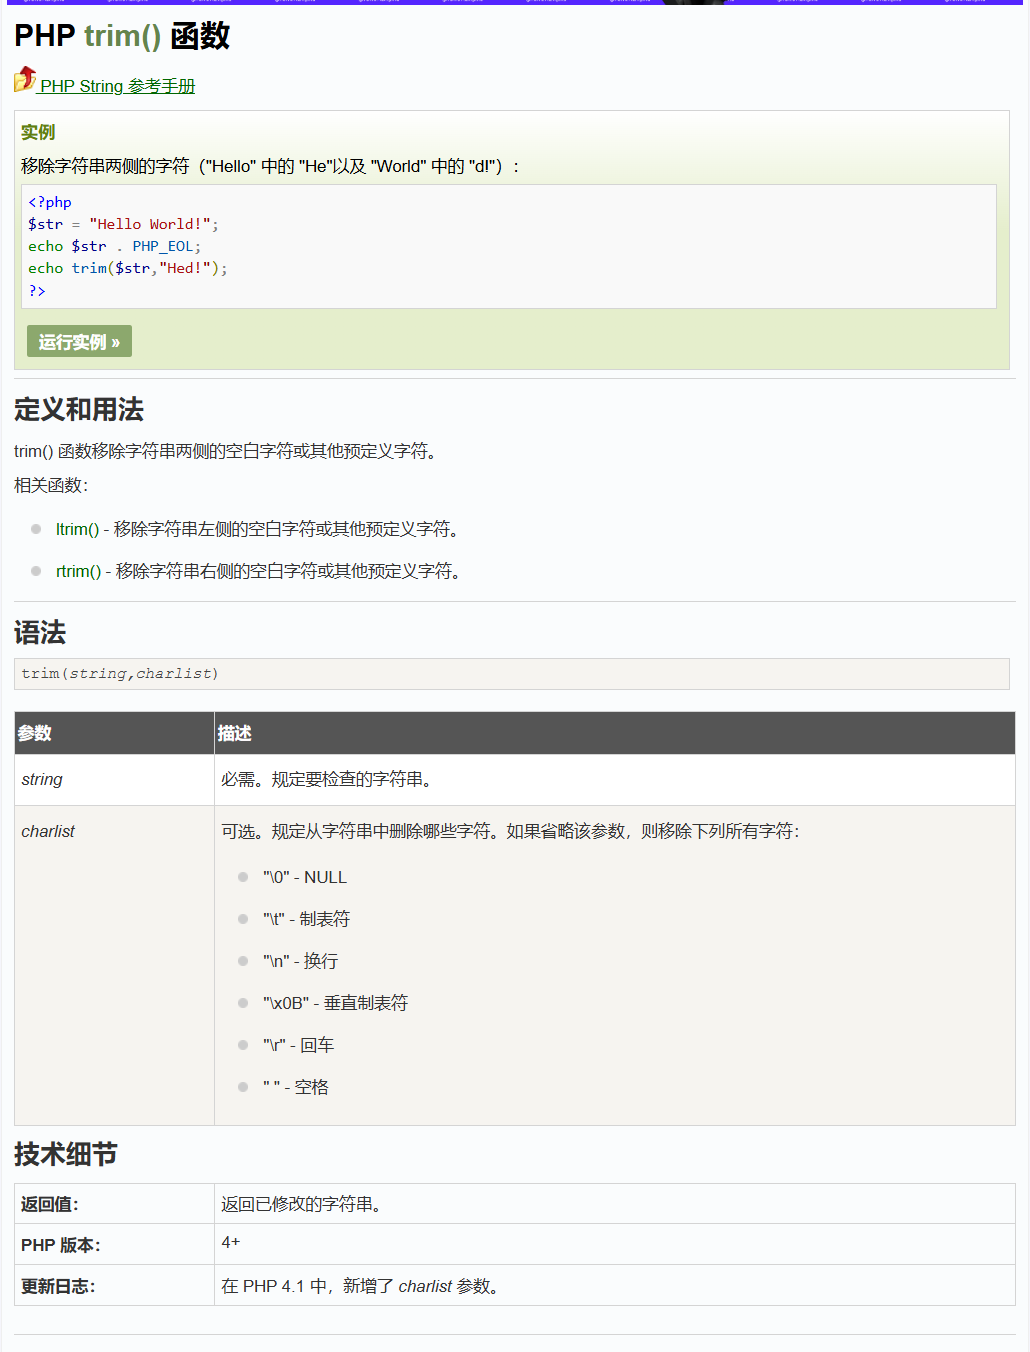 PHP trim() 函数
PHP String 参考手册
实例
移除字符串两侧的字符（"Hello" 中的 "He"以及 "World" 中的 "d!"）：
<?php
$str = "Hello World!";
echo $str . PHP_EOL;
echo trim($str,"Hed!");
?>
运行实例 »
定义和用法
trim() 函数移除字符串两侧的空白字符或其他预定义字符。
相关函数：
ltrim() - 移除字符串左侧的空白字符或其他预定义字符。
rtrim() - 移除字符串右侧的空白字符或其他预定义字符。
语法
trim(string,charlist)
参数 描述
string 必需。规定要检查的字符串。
charlist 可选。规定从字符串中删除哪些字符。如果省略该参数，则移除下列所有字符：
"\0" - NULL
"\t" - 制表符
"\n" - 换行
"\x0B" - 垂直制表符
"\r" - 回车
" " - 空格
技术细节
返回值： 返回已修改的字符串。
PHP 版本： 4+
更新日志： 在 PHP 4.1 中，新增了 charlist 参数。